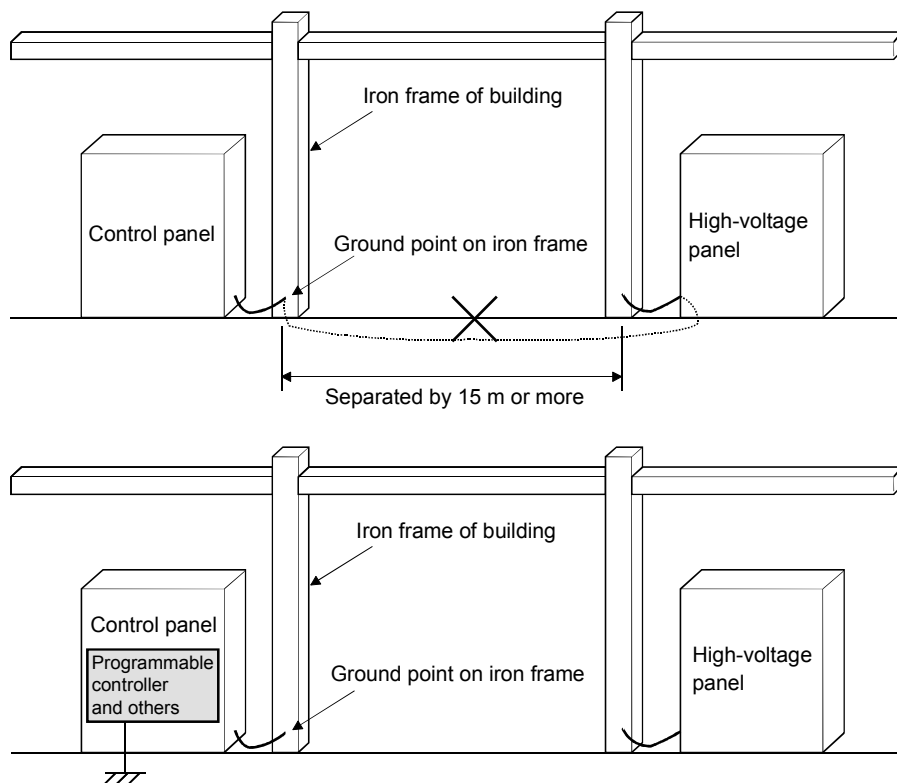 Iron frame of building
Control panel
Ground point on iron frame
High-voltage
panel
Separated by 15 m or more
Iron frame of building
Control panel
Programmable
controller
and others
Ground point on iron frame
High-voltage
panel